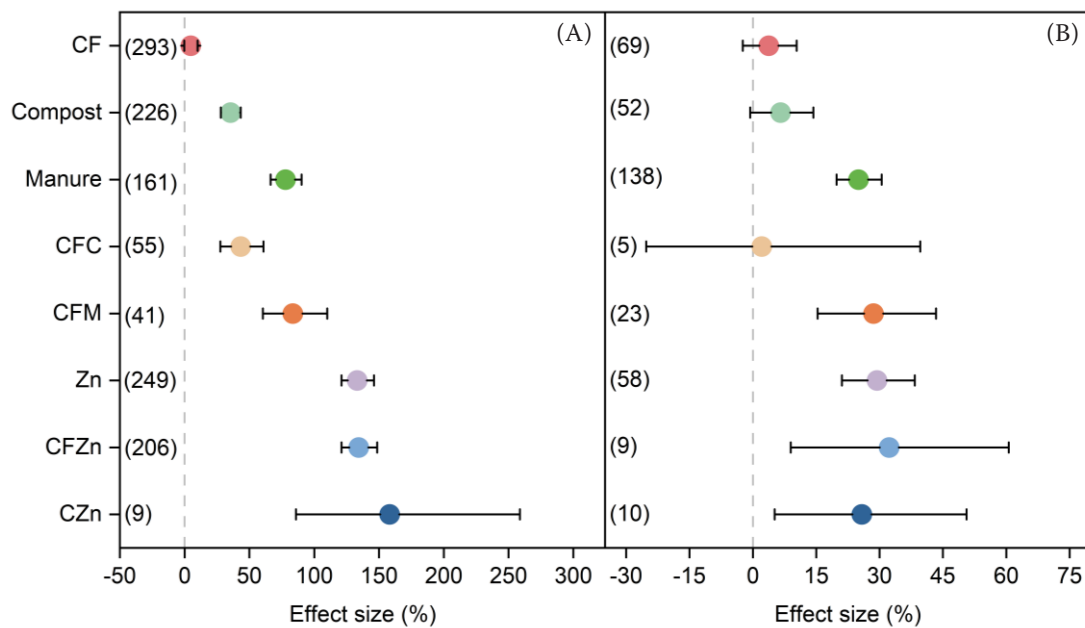 CF (293) (A) (69) (B)
Compost (226) (52)
Manure (161) (138)
CFC (55) (5)
CFM (41) (23)
Zn (249) (58)
CFZn (206) (9)
CZn (9) (10)
-50 0 50 100 150 200 250 300 -30 -15 0 15 30 45 60 75
Effect size (%) Effect size (%)